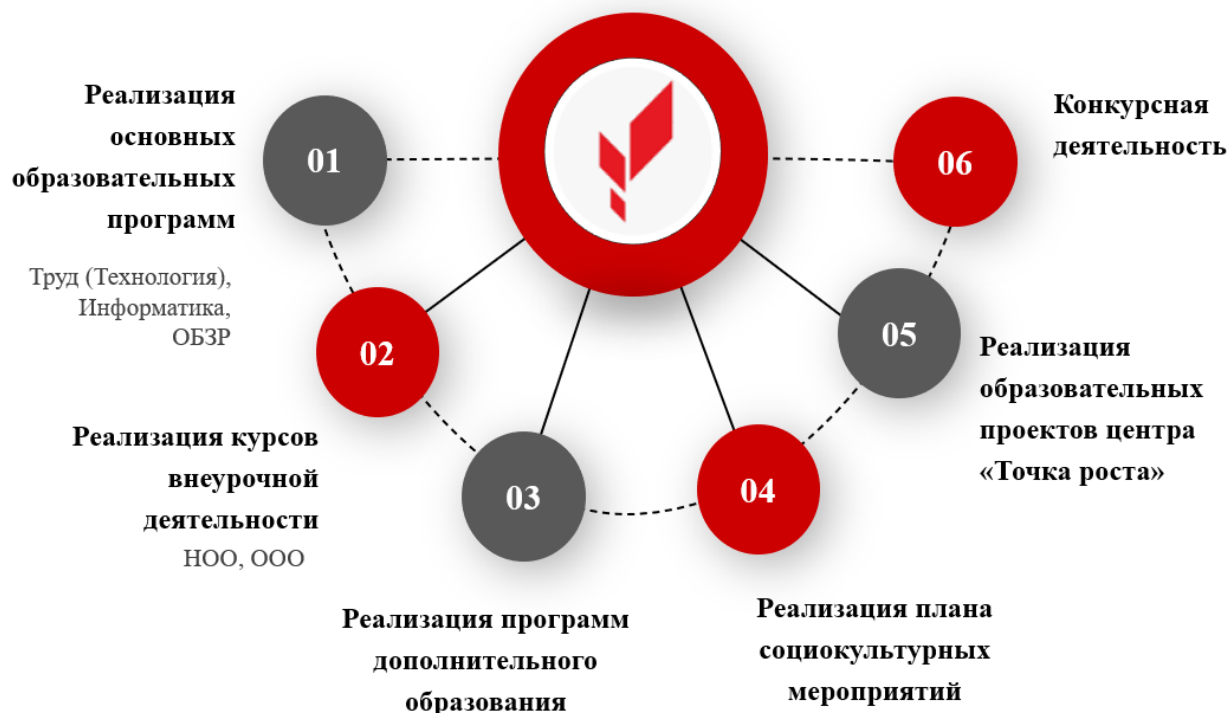 01
Реализация
основных
образовательных
программ
Труд (Технология),
Информатика,
ОБЗР
02
Реализация курсов
внеурочной
деятельности
НОО, ООО
03
Реализация программ
дополнительного
образования
04
Реализация плана
социокультурных
мероприятий
05
Реализация
образовательных
проектов центра
«Точка роста»
06
Конкурсная
деятельность